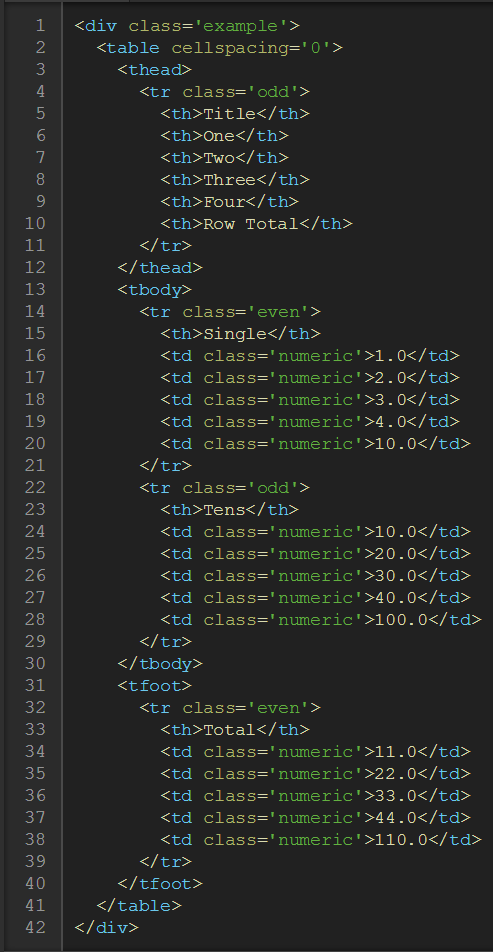 1 <div class='example'>
2   <table cellspacing='0'>
3     <thead>
4       <tr class='odd'>
5         <th>Title</th>
6         <th>One</th>
7         <th>Two</th>
8         <th>Three</th>
9         <th>Four</th>
10         <th>Row Total</th>
11       </tr>
12     </thead>
13     <tbody>
14       <tr class='even'>
15         <th>Single</th>
16         <td class='numeric'>1.0</td>
17         <td class='numeric'>2.0</td>
18         <td class='numeric'>3.0</td>
19         <td class='numeric'>4.0</td>
20         <td class='numeric'>10.0</td>
21       </tr>
22       <tr class='odd'>
23         <th>Tens</th>
24         <td class='numeric'>10.0</td>
25         <td class='numeric'>20.0</td>
26         <td class='numeric'>30.0</td>
27         <td class='numeric'>40.0</td>
28         <td class='numeric'>100.0</td>
29       </tr>
30     </tbody>
31     <tfoot>
32       <tr class='even'>
33         <th>Total</th>
34         <td class='numeric'>11.0</td>
35         <td class='numeric'>22.0</td>
36         <td class='numeric'>33.0</td>
37         <td class='numeric'>44.0</td>
38         <td class='numeric'>110.0</td>
39       </tr>
40     </tfoot>
41   </table>
42 </div>